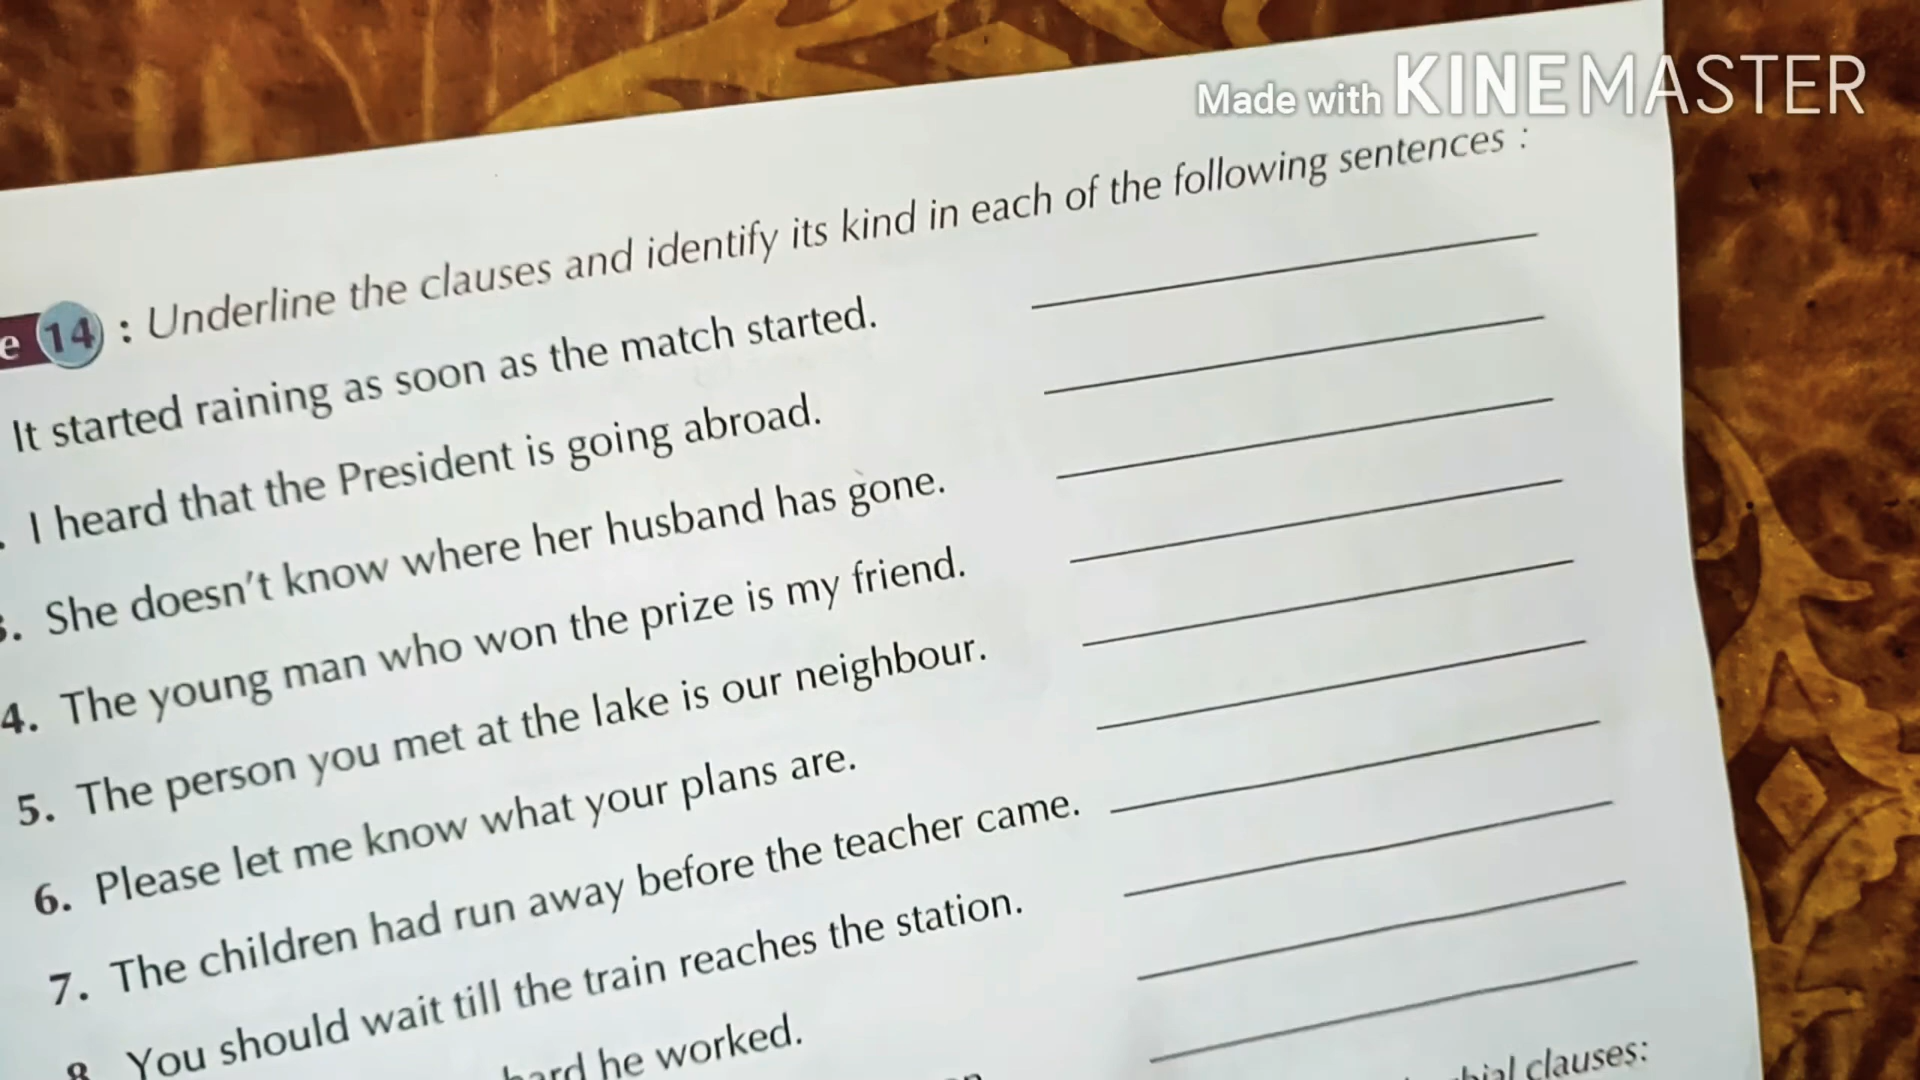 Made with KINEMASTER
e 14 : Underline the clauses and identify its kind in each of the following sentences :
It started raining as soon as the match started.
. I heard that the President is going abroad.
3. She doesn't know where her husband has gone.
4. The young man who won the prize is my friend.
5. The person you met at the lake is our neighbour.
6. Please let me know what your plans are.
7. The children had run away before the teacher came.
8 You should wait till the train reaches the station.
hard he worked.
clauses: